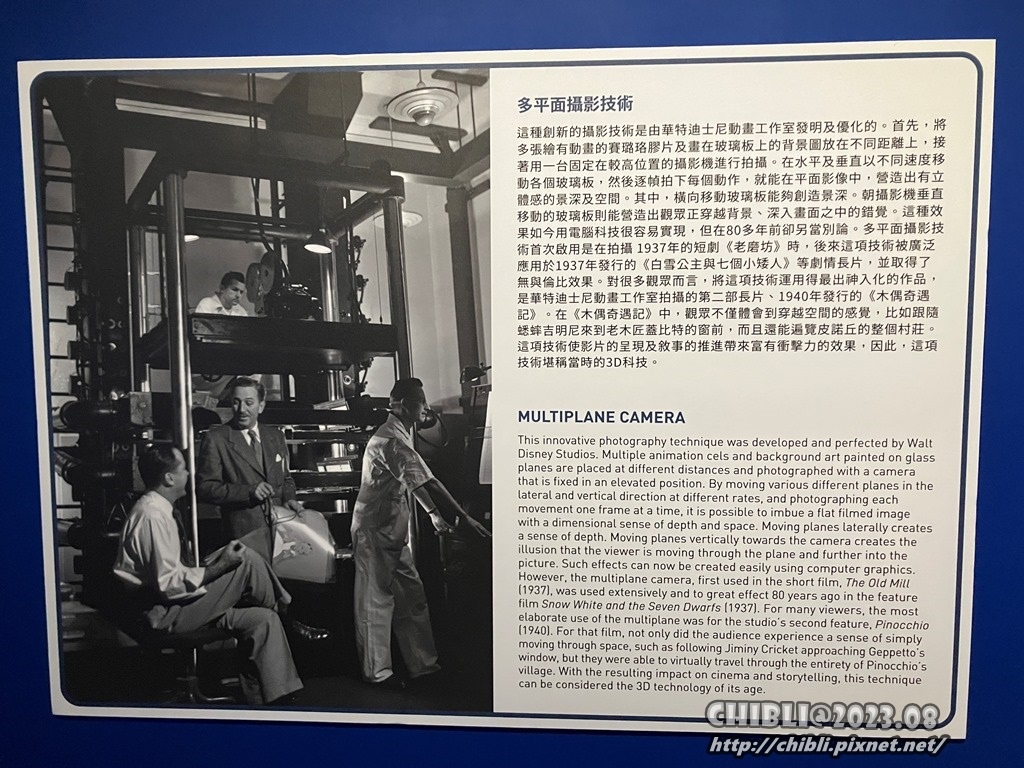 多平面攝影技術
這種創新的攝影技術是由華特迪士尼動畫工作室發明及優化的。首先，將
多張繪有動畫的賽璐珞膠片及畫在玻璃板上的背景圖放在不同距離上，接
著用一台固定在較高位置的攝影機進行拍攝。在水平及垂直以不同速度移
動各個玻璃板，然後逐幀拍下每個動作，就能在平面影像中，營造出有立
體感的景深及空間。其中，橫向移動玻璃板能夠創造景深。朝攝影機垂直
移動的玻璃板則能營造出觀眾正穿越背景、深入畫面之中的錯覺。這種效
果如今用電腦科技很容易實現，但在80多年前卻另當別論。多平面攝影技
術首次啟用是在拍攝 1937年的短劇《老磨坊》時，後來這項技術被廣泛
應用於1937年發行的《白雪公主與七個小矮人》等劇情長片，並取得了
無與倫比效果。對很多觀眾而言，將這項技術運用得最出神入化的作品，
是華特迪士尼動畫工作室拍攝的第二部長片、1940年發行的《木偶奇遇
記》。在《木偶奇遇記》中，觀眾不僅體會到穿越空間的感覺，比如跟隨
蟋蟀吉明尼來到老木匠蓋比特的窗前，而且還能遍覽皮諾丘的整個村莊。
這項技術使影片的呈現及敘事的推進帶來富有衝擊力的效果，因此，這項
技術堪稱當時的3D科技。
MULTIPLANE CAMERA
This innovative photography technique was developed and perfected by Walt
Disney Studios. Multiple animation cels and background art painted on glass
planes are placed at different distances and photographed with a camera
that is fixed in an elevated position. By moving various different planes in the
lateral and vertical direction at different rates, and photographing each
movement one frame at a time, it is possible to imbue a flat filmed image
with a dimensional sense of depth and space. Moving planes laterally creates
a sense of depth. Moving planes vertically towards the camera creates the
illusion that the viewer is moving through the plane and further into the
picture. Such effects can now be created easily using computer graphics.
However, the multiplane camera, first used in the short film, The Old Mill
(1937), was used extensively and to great effect 80 years ago in the feature
film Snow White and the Seven Dwarfs (1937). For many viewers, the most
elaborate use of the multiplane was for the studio's second feature, Pinocchio
(1940). For that film, not only did the audience experience a sense of simply
moving through space, such as following Jiminy Cricket approaching Geppetto's
window, but they were able to virtually travel through the entirety of Pinocchio's
village. With the resulting impact on cinema and storytelling, this technique
can be considered the 3D technology of its age.
CHIBLI@2023.08
http://chibli.pixnet.net/